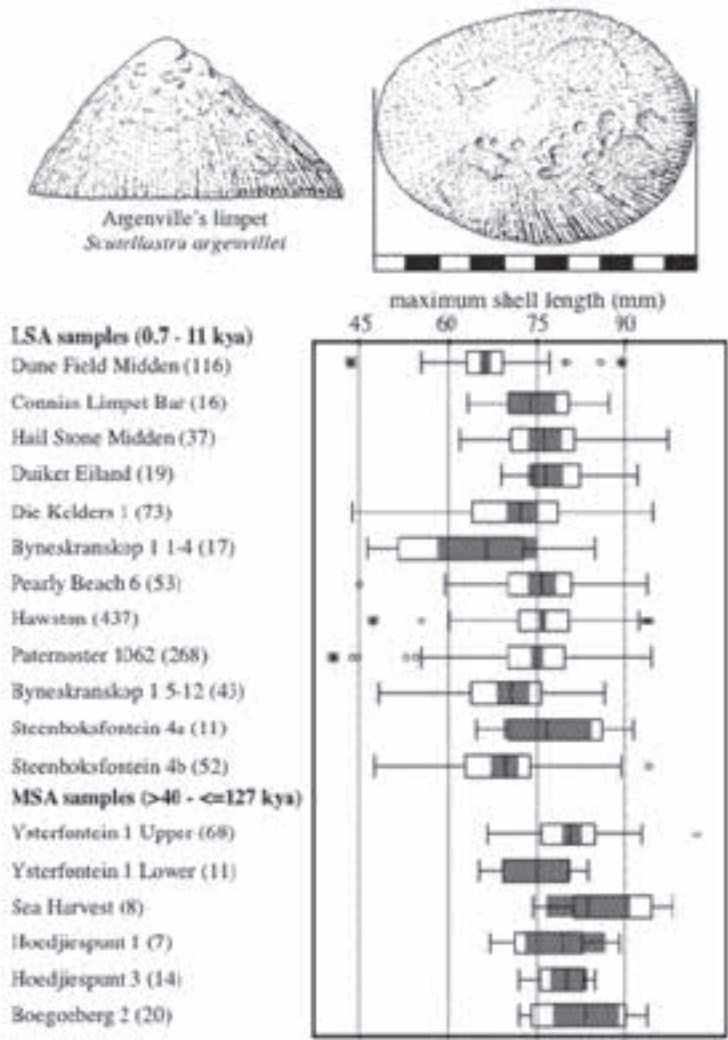 Argenville's limpet
Scutellastra argenvillei
maximum shell length (mm)
45 60 75 90
LSA samples (0.7 - 11 kya)
Dune Field Midden (116)
Connies Limpet Bar (16)
Hail Stone Midden (37)
Duiker Eiland (19)
Die Kelders 1 (73)
Byneskranskop 1 1-4 (17)
Pearly Beach 6 (53)
Hawston (437)
Paternoster 1062 (268)
Byneskranskop 1 5-12 (43)
Steenboksfontein 4a (11)
Steenboksfontein 4b (52)
MSA samples (>40 - <=127 kya)
Ysterfontein 1 Upper (68)
Ysterfontein 1 Lower (11)
Sea Harvest (8)
Hoedjiespunt 1 (7)
Hoedjiespunt 3 (14)
Boegoeberg 2 (20)